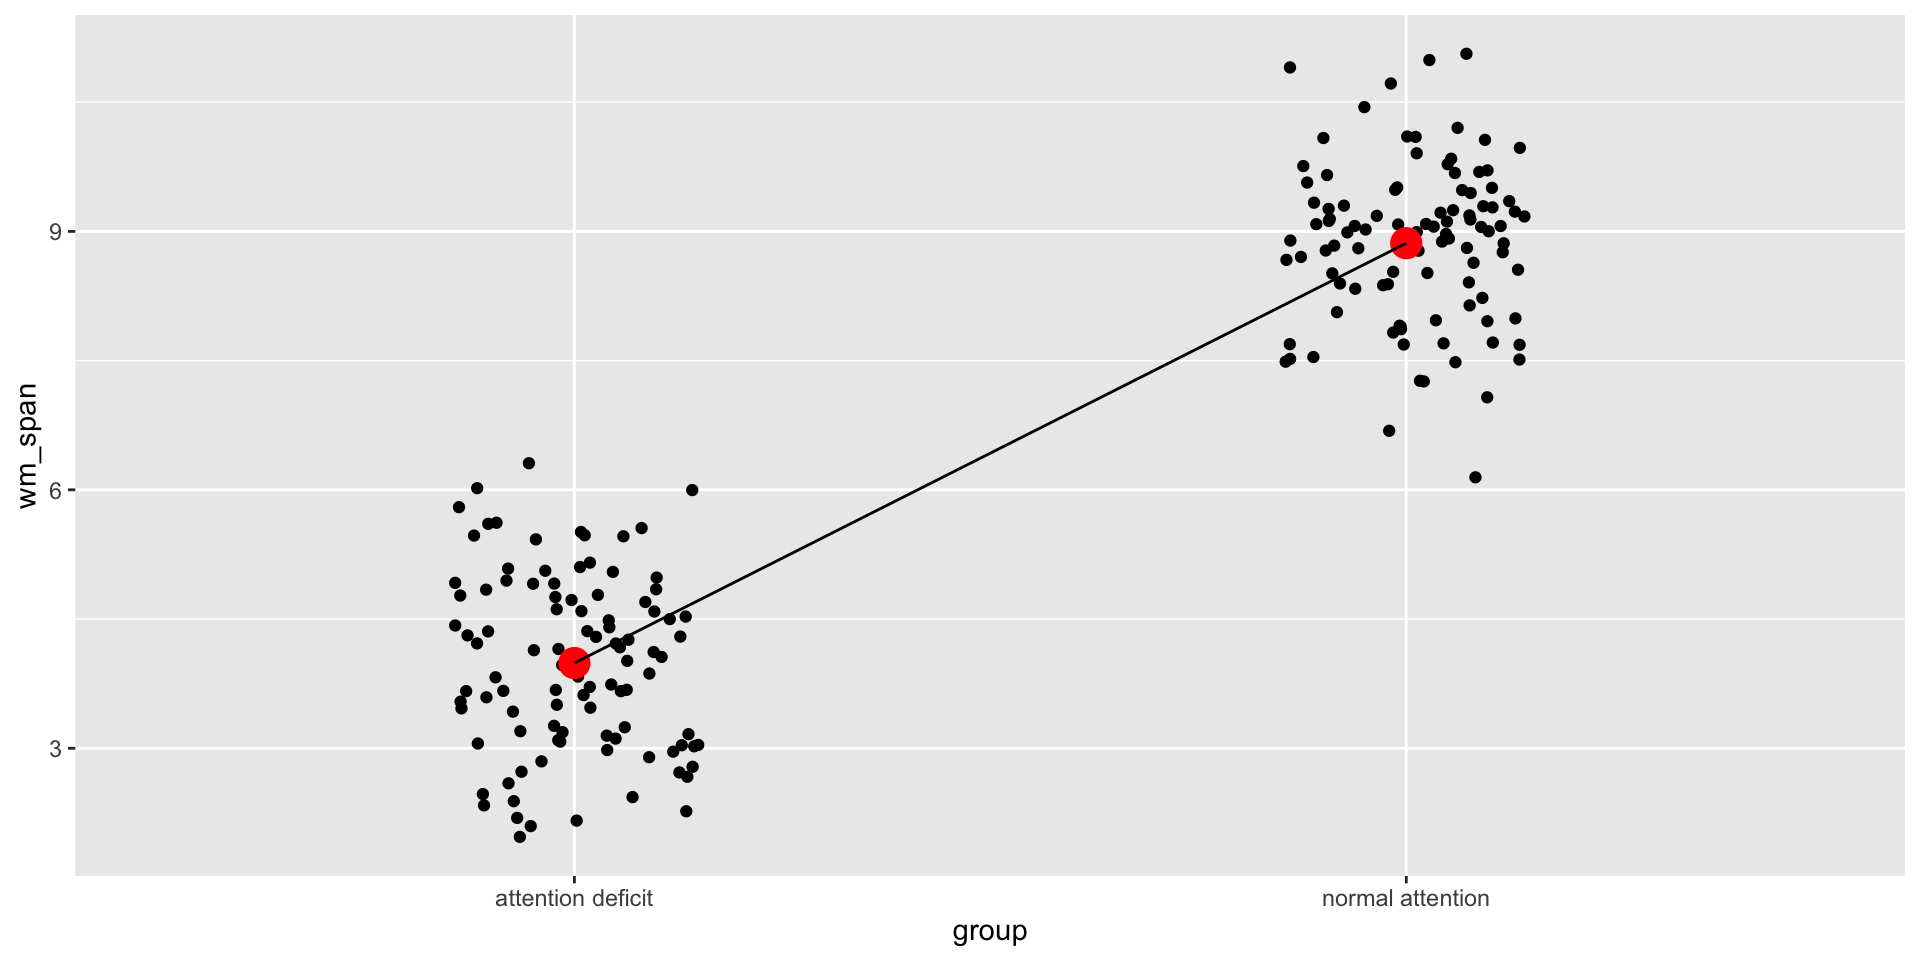 wm_span
9
6
3
attention deficit
normal attention
group